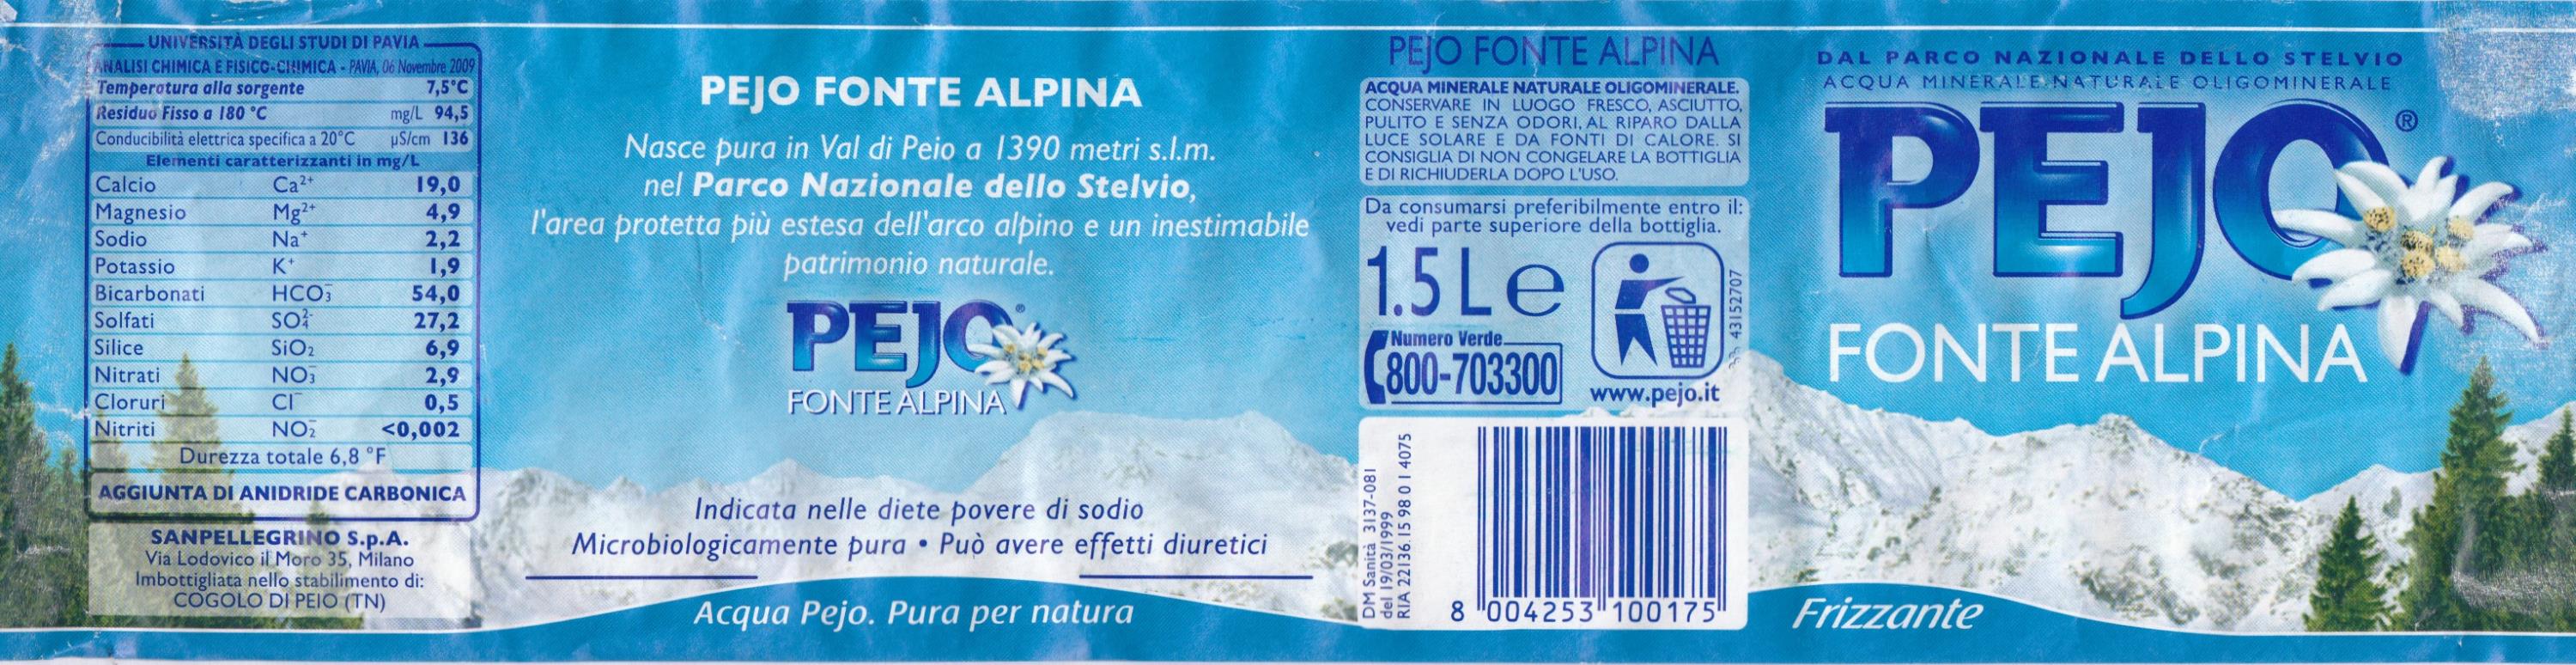 UNIVERSITÀ DEGLI STUDI DI PAVIA
ANALISI CHIMICA E FISICO-CHIMICA - PAVIA, 06 Novembre 2009
Temperatura alla sorgente 7,5°C
Residuo Fisso a 180 °C mg/L 94,5
Conducibilità elettrica specifica a 20°C µS/cm 136
Elementi caratterizzanti in mg/L
Calcio Ca²⁺ 19,0
Magnesio Mg²⁺ 4,9
Sodio Na⁺ 2,2
Potassio K⁺ 1,9
Bicarbonati HCO₃⁻ 54,0
Solfati SO₄²⁻ 27,2
Silice SiO₂ 6,9
Nitrati NO₃⁻ 2,9
Cloruri Cl⁻ 0,5
Nitriti NO₂⁻ <0,002
Durezza totale 6,8 °F
AGGIUNTA DI ANIDRIDE CARBONICA
SANPELLEGRINO S.p.A.
Via Lodovico il Moro 35, Milano
Imbottigliata nello stabilimento di:
COGOLO DI PEIO (TN)
PEJO FONTE ALPINA
Nasce pura in Val di Peio a 1390 metri s.l.m.
nel Parco Nazionale dello Stelvio,
l'area protetta più estesa dell'arco alpino e un inestimabile
patrimonio naturale.
PEJO®
FONTE ALPINA
Indicata nelle diete povere di sodio
Microbiologicamente pura • Può avere effetti diuretici
Acqua Pejo. Pura per natura
PEJO FONTE ALPINA
ACQUA MINERALE NATURALE OLIGOMINERALE.
CONSERVARE IN LUOGO FRESCO, ASCIUTTO,
PULITO E SENZA ODORI, AL RIPARO DALLA
LUCE SOLARE E DA FONTI DI CALORE. SI
CONSIGLIA DI NON CONGELARE LA BOTTIGLIA
E DI RICHIUDERLA DOPO L'USO.
Da consumarsi preferibilmente entro il:
vedi parte superiore della bottiglia.
1.5 L e
Numero Verde
800-703300
www.pejo.it
43152707
DM Sanità 3137-081
del 19/03/1999
RIA 22136 15 98 0 1 4075
8 004253 100175
DAL PARCO NAZIONALE DELLO STELVIO
ACQUA MINERALE NATURALE OLIGOMINERALE
PEJO®
FONTE ALPINA
Frizzante